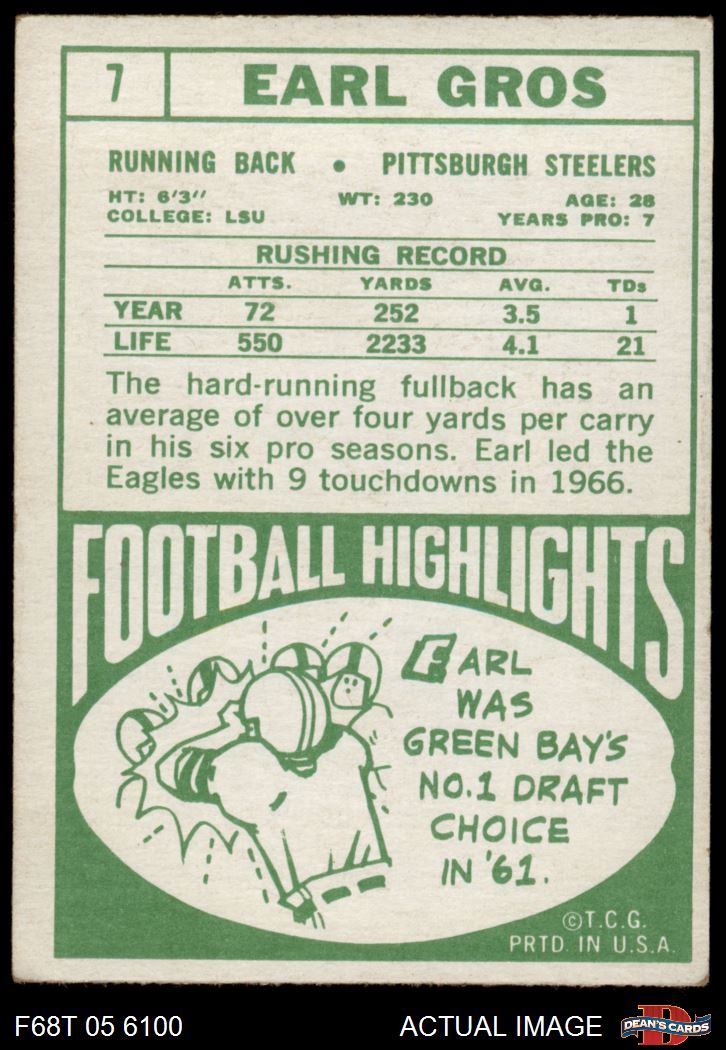 7 EARL GROS
RUNNING BACK • PITTSBURGH STEELERS
HT: 6'3" WT: 230 AGE: 28
COLLEGE: LSU YEARS PRO: 7
RUSHING RECORD
ATTS. YARDS AVG. TDs
YEAR 72 252 3.5 1
LIFE 550 2233 4.1 21
The hard-running fullback has an
average of over four yards per carry
in his six pro seasons. Earl led the
Eagles with 9 touchdowns in 1966.
FOOTBALL HIGHLIGHTS
EARL
WAS
GREEN BAY'S
NO.1 DRAFT
CHOICE
IN '61.
©T.C.G.
PRTD. IN U.S.A.
F68T 05 6100 ACTUAL IMAGE D DEAN'S CARDS